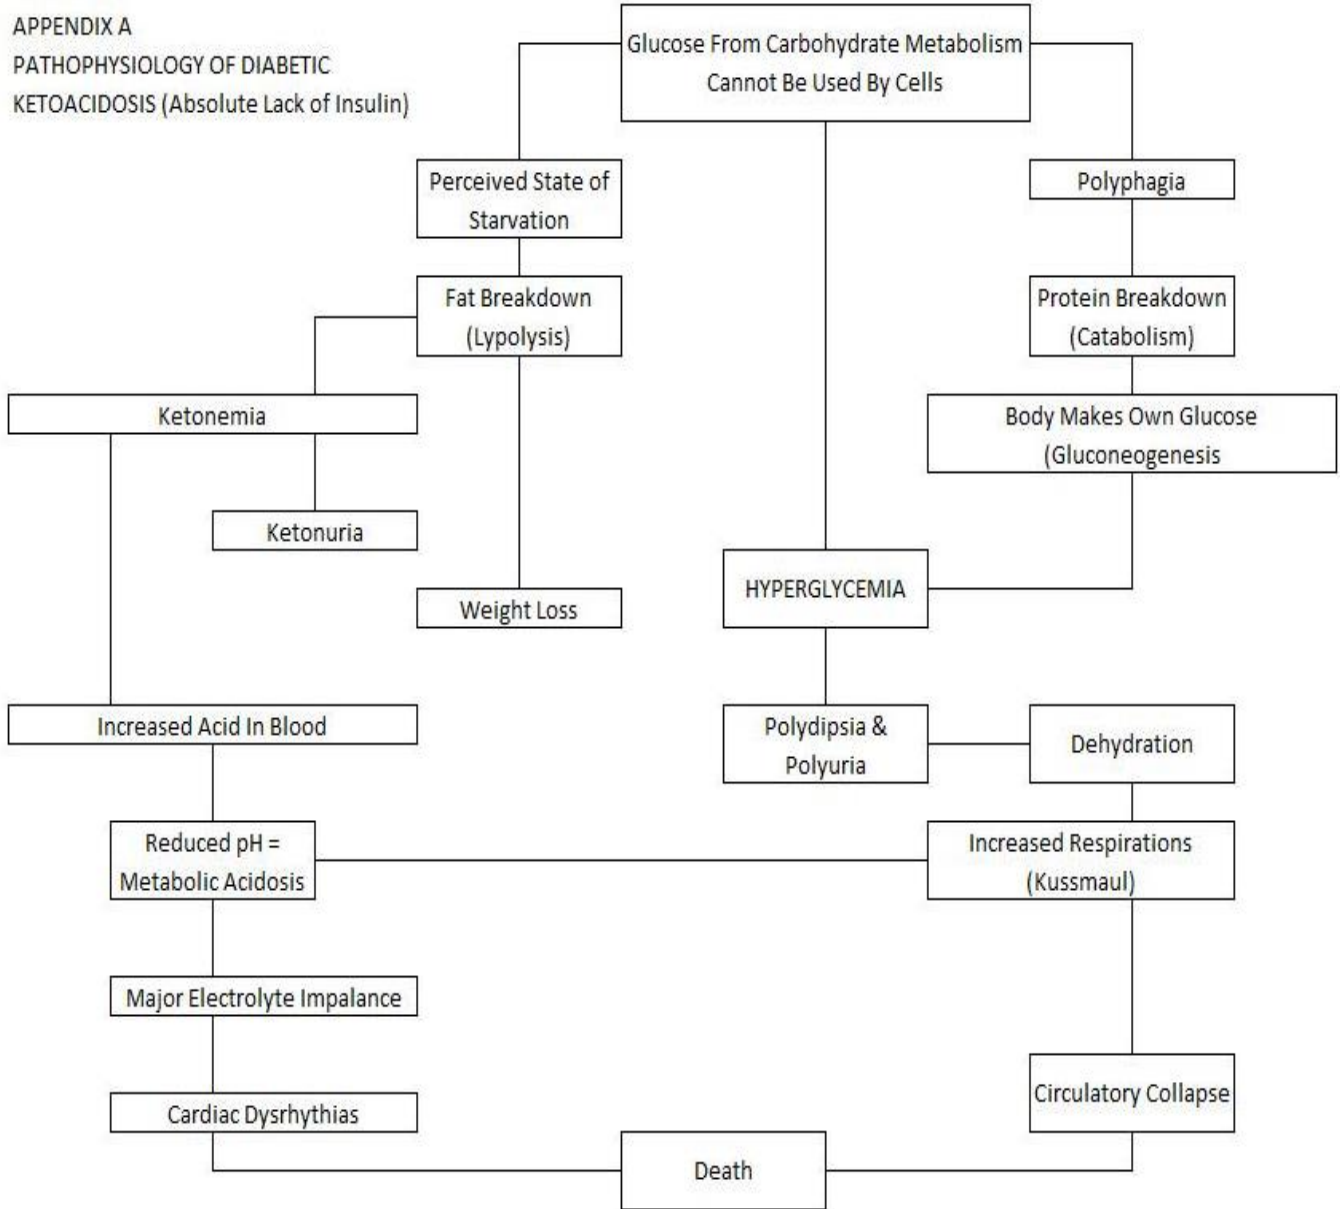 APPENDIX A
PATHOPHYSIOLOGY OF DIABETIC
KETOACIDOSIS (Absolute Lack of Insulin)
Glucose From Carbohydrate Metabolism
Cannot Be Used By Cells
Perceived State of
Starvation
Polyphagia
Fat Breakdown
(Lypolysis)
Protein Breakdown
(Catabolism)
Ketonemia
Body Makes Own Glucose
(Gluconeogenesis
Ketonuria
HYPERGLYCEMIA
Weight Loss
Increased Acid In Blood
Polydipsia &
Polyuria
Dehydration
Reduced pH =
Metabolic Acidosis
Increased Respirations
(Kussmaul)
Major Electrolyte Impalance
Circulatory Collapse
Cardiac Dysrhythias
Death